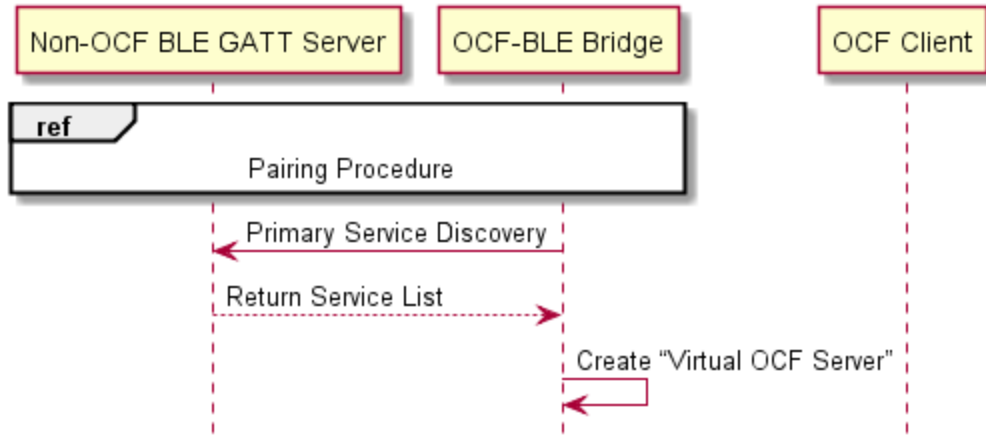 Non-OCF BLE GATT Server
OCF-BLE Bridge
OCF Client
ref
Pairing Procedure
Primary Service Discovery
Return Service List
Create “Virtual OCF Server”